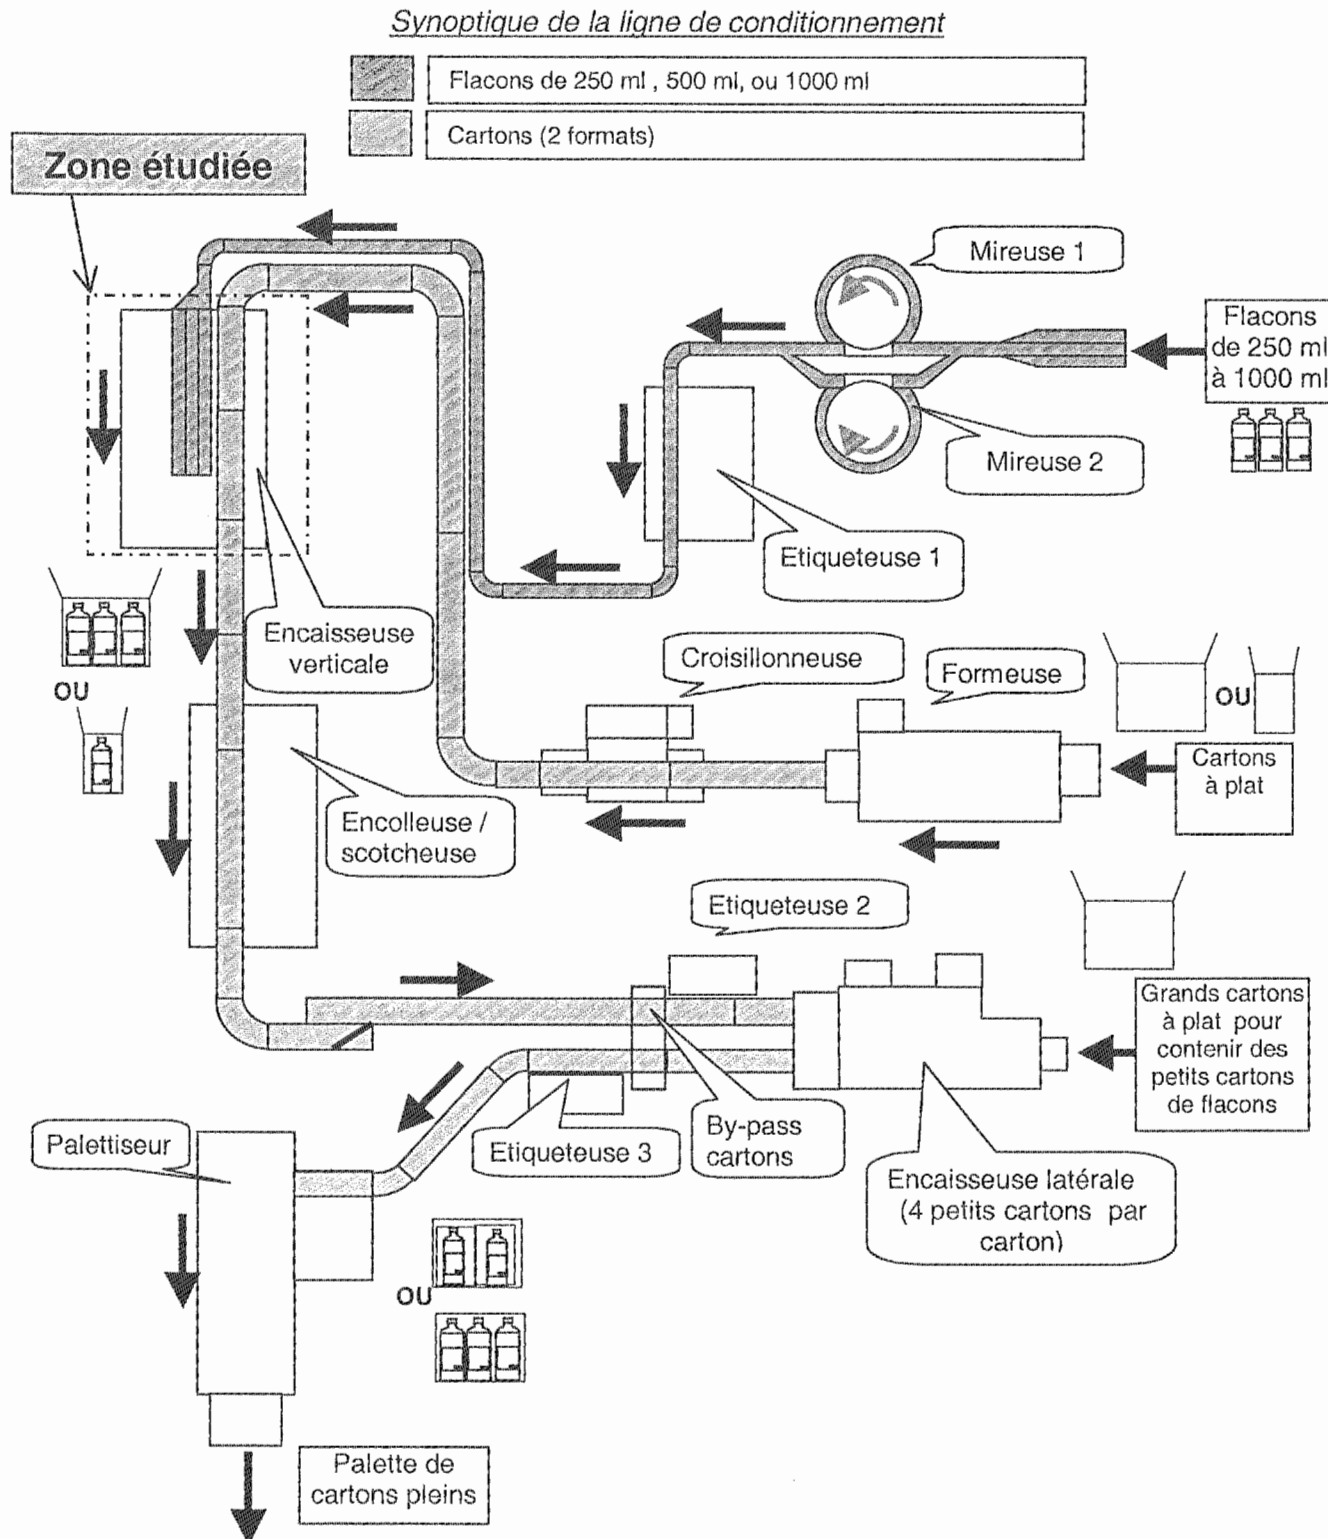 Synoptique de la ligne de conditionnement
Flacons de 250 ml , 500 ml, ou 1000 ml
Cartons (2 formats)
Zone étudiée
Mireuse 1
Flacons
de 250 ml
à 1000 ml
Mireuse 2
Etiqueteuse 1
Encaisseuse
verticale
OU
Croisillonneuse
Formeuse
OU
Cartons
à plat
Encolleuse /
scotcheuse
Etiqueteuse 2
Grands cartons
à plat pour
contenir des
petits cartons
de flacons
Palettiseur
Etiqueteuse 3
By-pass
cartons
Encaisseuse latérale
(4 petits cartons par
carton)
OU
Palette de
cartons pleins